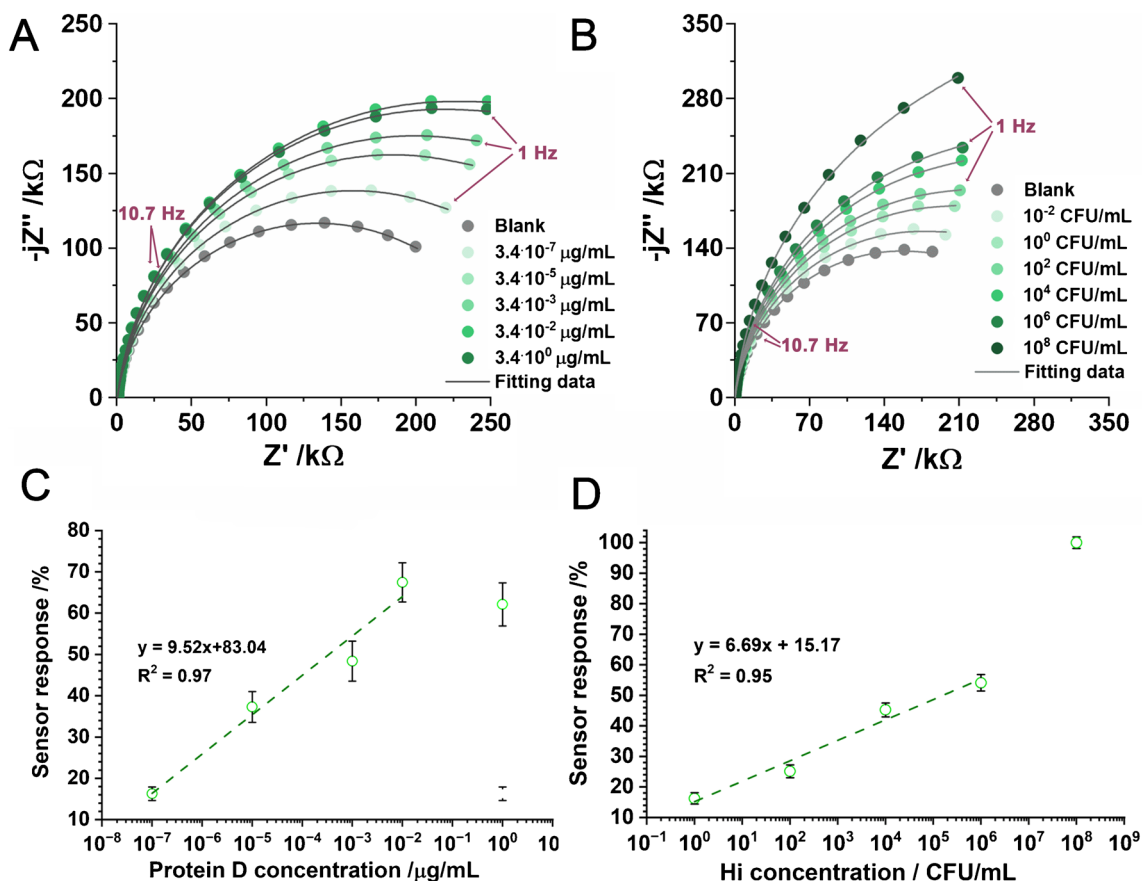 A
250
200
150
100
50
0
-jZ" /kΩ
0 50 100 150 200 250
Z' /kΩ
10.7 Hz
1 Hz
Blank
3.4·10⁻⁷ µg/mL
3.4·10⁻⁵ µg/mL
3.4·10⁻³ µg/mL
3.4·10⁻² µg/mL
3.4·10⁰ µg/mL
Fitting data
B
350
280
210
140
70
0
-jZ" /kΩ
0 70 140 210 280 350
Z' /kΩ
1 Hz
10.7 Hz
Blank
10⁻² CFU/mL
10⁰ CFU/mL
10² CFU/mL
10⁴ CFU/mL
10⁶ CFU/mL
10⁸ CFU/mL
Fitting data
C
80
70
60
50
40
30
20
10
Sensor response /%
y = 9.52x+83.04
R² = 0.97
10⁻⁸ 10⁻⁷ 10⁻⁶ 10⁻⁵ 10⁻⁴ 10⁻³ 10⁻² 10⁻¹ 10⁰ 10
Protein D concentration /µg/mL
D
100
90
80
70
60
50
40
30
20
10
Sensor response /%
y = 6.69x + 15.17
R² = 0.95
10⁻¹ 10⁰ 10¹ 10² 10³ 10⁴ 10⁵ 10⁶ 10⁷ 10⁸ 10⁹
Hi concentration / CFU/mL